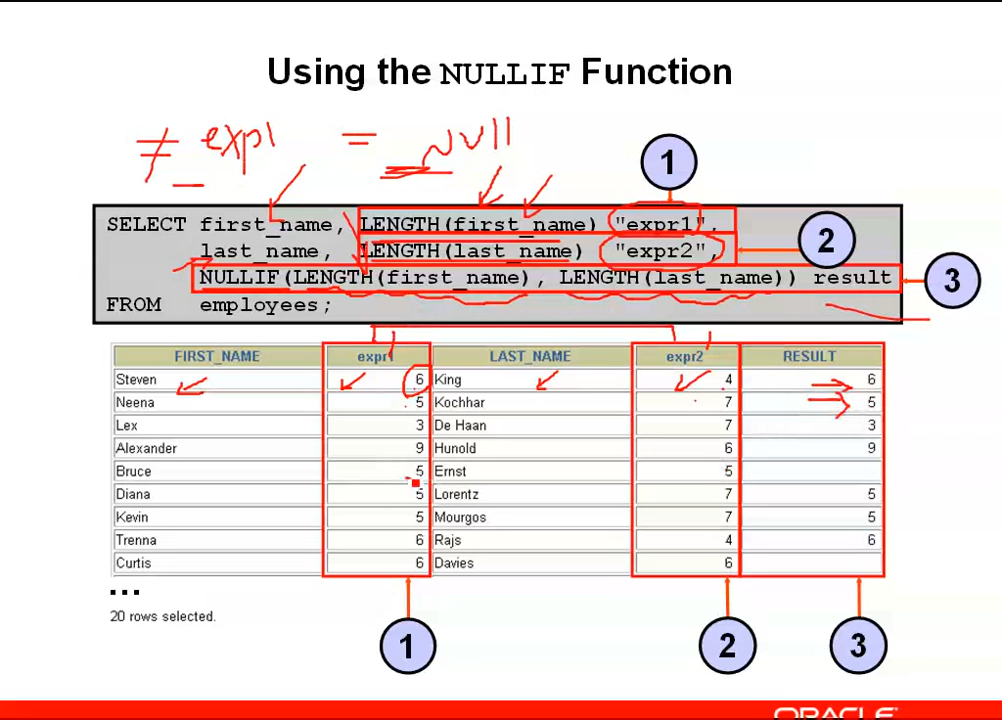 Using the NULLIF Function
≠ expr1 = Null
1
SELECT first_name, LENGTH(first_name) "expr1",
last_name, LENGTH(last_name) "expr2",
2
NULLIF(LENGTH(first_name), LENGTH(last_name)) result
3
FROM employees;
FIRST_NAME expr1 LAST_NAME expr2 RESULT
Steven 6 King 4 6
Neena 5 Kochhar 7 5
Lex 3 De Haan 7 3
Alexander 9 Hunold 6 9
Bruce 5 Ernst 5
Diana 5 Lorentz 7 5
Kevin 5 Mourgos 7 5
Trenna 6 Rajs 4 6
Curtis 6 Davies 6
...
20 rows selected.
1 2 3
ORACLE